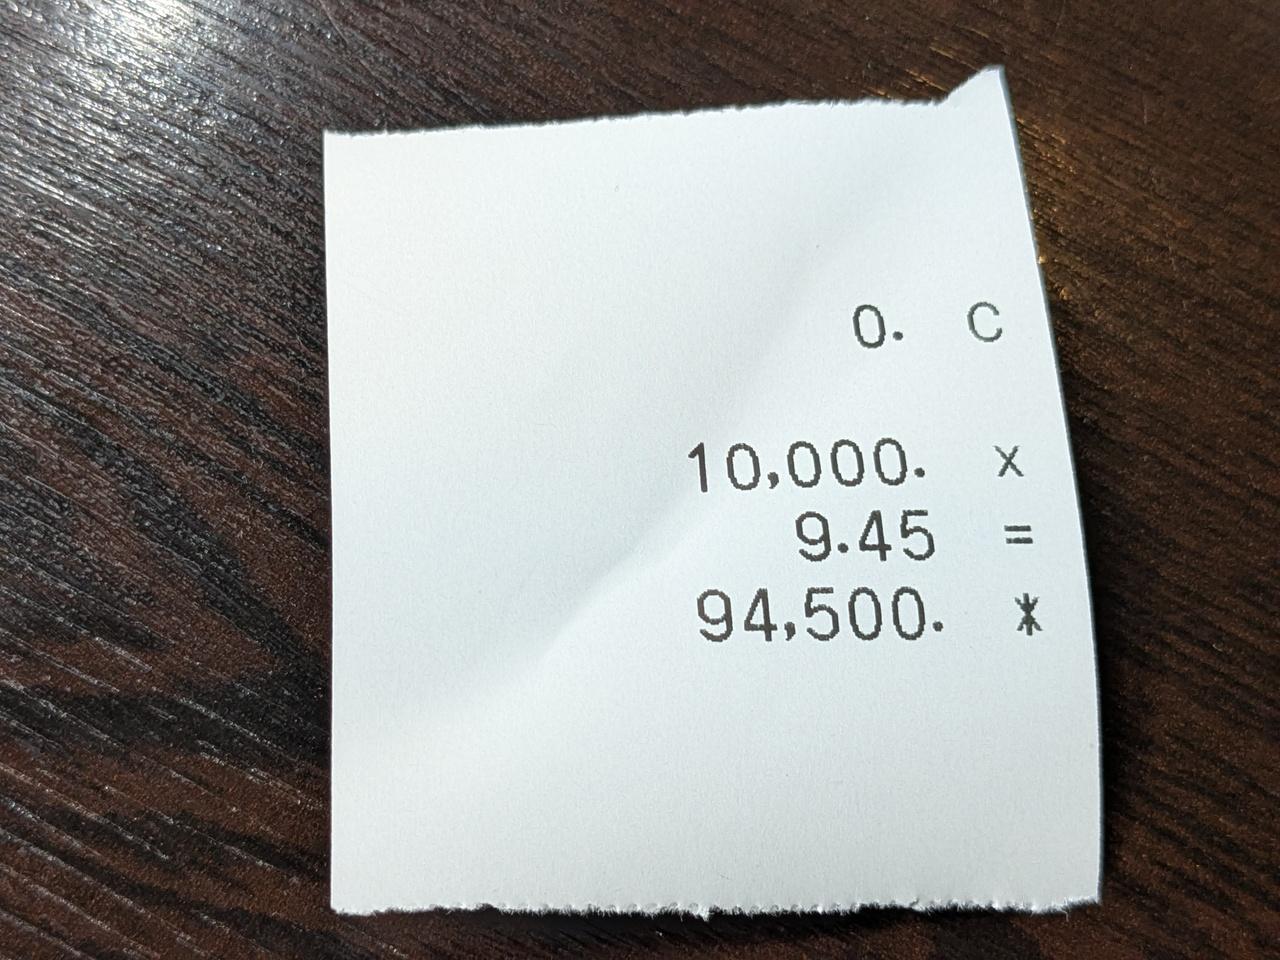 0. C
10,000. x
9.45 =
94,500. *